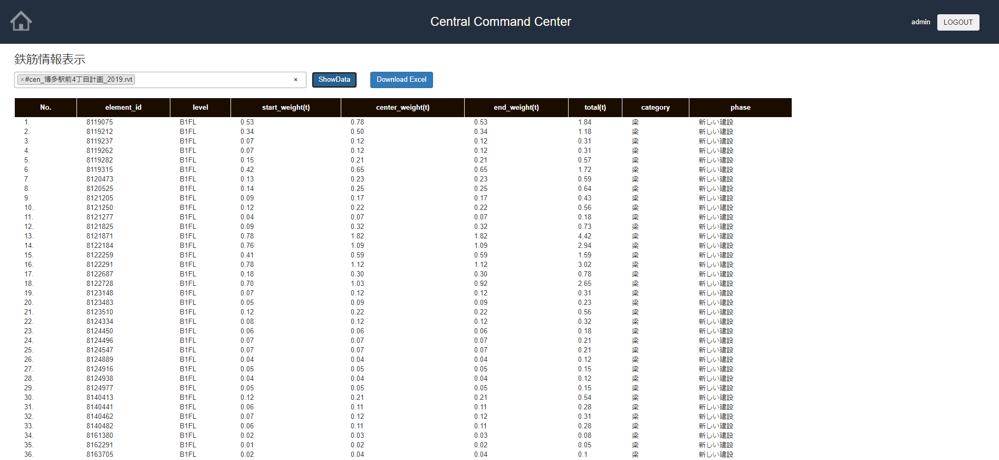 Central Command Center
admin LOGOUT
鉄筋情報表示
×#cen_博多駅前4丁目計画_2019.rvt × ShowData Download Excel
No. element_id level start_weight(t) center_weight(t) end_weight(t) total(t) category phase
1. 8119075 B1FL 0.53 0.78 0.53 1.84 梁 新しい建設
2. 8119212 B1FL 0.34 0.50 0.34 1.18 梁 新しい建設
3. 8119237 B1FL 0.07 0.12 0.12 0.31 梁 新しい建設
4. 8119262 B1FL 0.07 0.12 0.12 0.31 梁 新しい建設
5. 8119282 B1FL 0.15 0.21 0.21 0.57 梁 新しい建設
6. 8119315 B1FL 0.42 0.65 0.65 1.72 梁 新しい建設
7. 8120473 B1FL 0.13 0.23 0.23 0.59 梁 新しい建設
8. 8120525 B1FL 0.14 0.25 0.25 0.64 梁 新しい建設
9. 8121205 B1FL 0.09 0.17 0.17 0.43 梁 新しい建設
10. 8121250 B1FL 0.12 0.22 0.22 0.56 梁 新しい建設
11. 8121277 B1FL 0.04 0.07 0.07 0.18 梁 新しい建設
12. 8121825 B1FL 0.09 0.32 0.32 0.73 梁 新しい建設
13. 8121871 B1FL 0.78 1.82 1.82 4.42 梁 新しい建設
14. 8122184 B1FL 0.76 1.09 1.09 2.94 梁 新しい建設
15. 8122259 B1FL 0.41 0.59 0.59 1.59 梁 新しい建設
16. 8122291 B1FL 0.78 1.12 1.12 3.02 梁 新しい建設
17. 8122687 B1FL 0.18 0.30 0.30 0.78 梁 新しい建設
18. 8122728 B1FL 0.70 1.03 0.92 2.65 梁 新しい建設
19. 8123148 B1FL 0.07 0.12 0.12 0.31 梁 新しい建設
20. 8123483 B1FL 0.05 0.09 0.09 0.23 梁 新しい建設
21. 8123510 B1FL 0.12 0.22 0.22 0.56 梁 新しい建設
22. 8124334 B1FL 0.08 0.12 0.12 0.32 梁 新しい建設
23. 8124450 B1FL 0.06 0.06 0.06 0.18 梁 新しい建設
24. 8124496 B1FL 0.07 0.07 0.07 0.21 梁 新しい建設
25. 8124547 B1FL 0.07 0.07 0.07 0.21 梁 新しい建設
26. 8124889 B1FL 0.04 0.04 0.04 0.12 梁 新しい建設
27. 8124916 B1FL 0.05 0.05 0.05 0.15 梁 新しい建設
28. 8124938 B1FL 0.04 0.04 0.04 0.12 梁 新しい建設
29. 8124977 B1FL 0.05 0.05 0.05 0.15 梁 新しい建設
30. 8140413 B1FL 0.12 0.21 0.21 0.54 梁 新しい建設
31. 8140441 B1FL 0.06 0.11 0.11 0.28 梁 新しい建設
32. 8140462 B1FL 0.07 0.12 0.12 0.31 梁 新しい建設
33. 8140482 B1FL 0.06 0.11 0.11 0.28 梁 新しい建設
34. 8161380 B1FL 0.02 0.03 0.03 0.08 梁 新しい建設
35. 8162291 B1FL 0.01 0.02 0.02 0.05 梁 新しい建設
36. 8163705 B1FL 0.02 0.04 0.04 0.1 梁 新しい建設